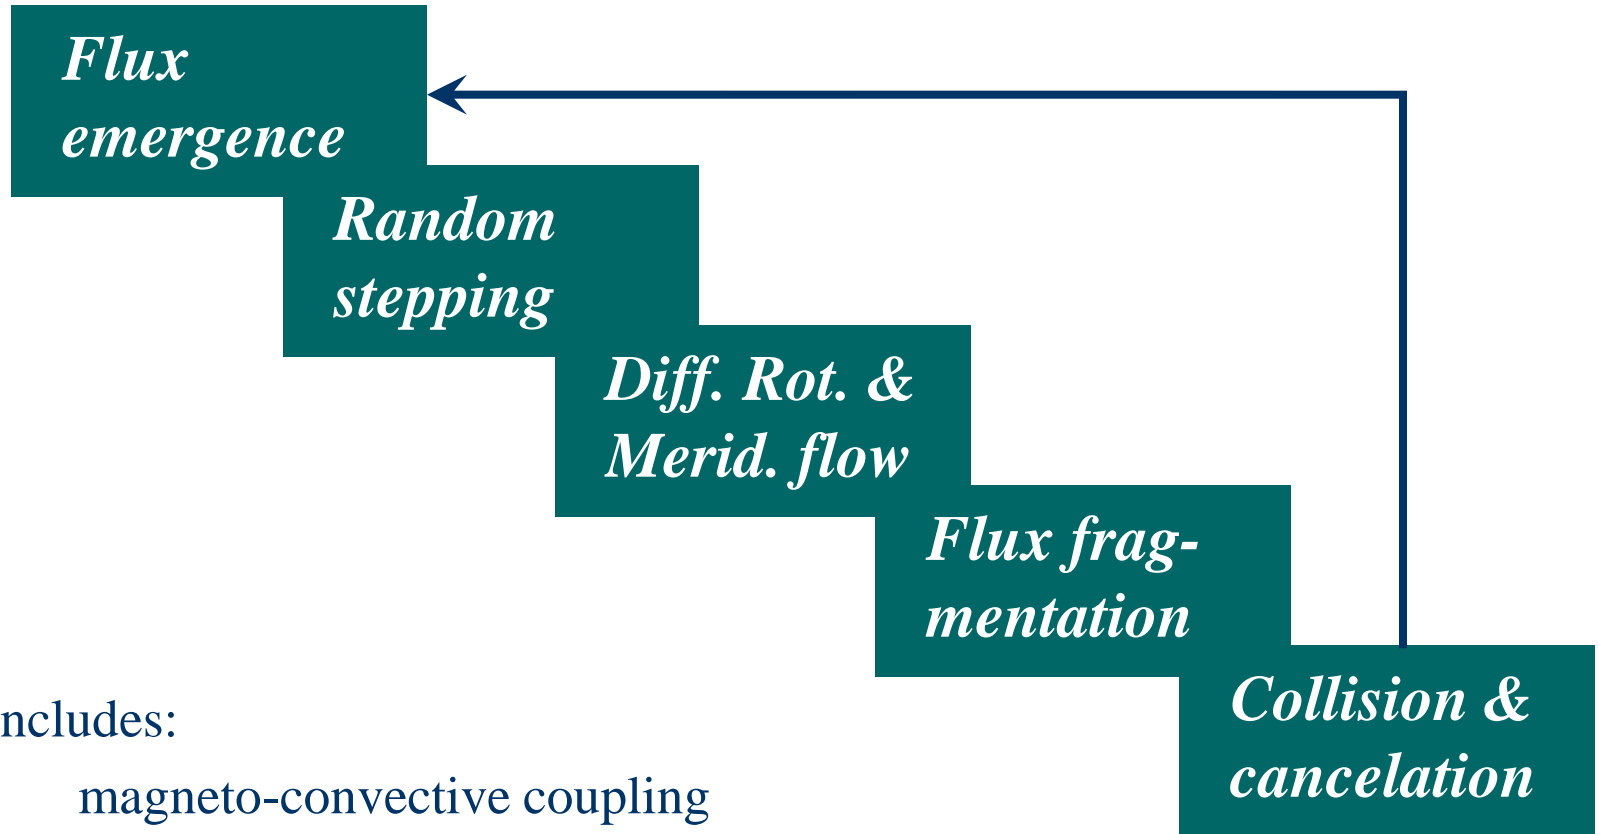 Flux
emergence
Random
stepping
Diff. Rot. &
Merid. flow
Flux frag-
mentation
Collision &
cancelation
ncludes:
magneto-convective coupling